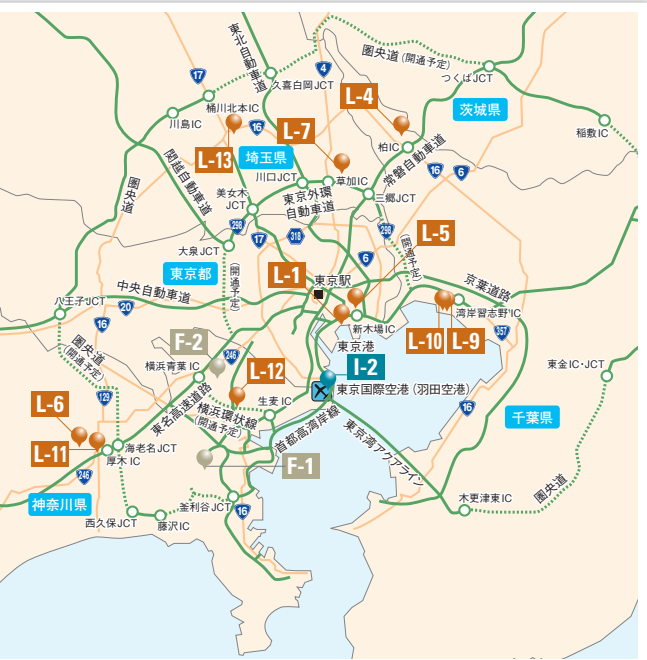 東北自動車道
圏央道(開通予定)
つくばJCT
4
17
久喜白岡JCT
桶川北本IC
L-4
茨城県
川島IC
16
L-7
稲敷IC
柏IC
常磐自動車道
L-13
埼玉県
16
6
関越自動車道
川口JCT
草加IC
圏央道
美女木
JCT
東京外環
自動車道
三郷JCT
298
298
17
318
(開通予定)
L-5
大泉JCT
6
東京都
(開通予定)
L-1
東京駅
京葉道路
中央自動車道
八王子JCT
20
湾岸習志野IC
16
新木場IC
357
圏央道
(開通予定)
F-2
246
東京港
L-10
L-9
横浜青葉IC
L-12
I-2
東金IC・JCT
129
東京国際空港(羽田空港)
L-6
東名高速道路
横浜環状線
(開通予定)
生麦IC
16
千葉県
首都高湾岸線
東京湾アクアライン
L-11
海老名JCT
厚木IC
F-1
246
圏央道
木更津東IC
神奈川県
釜利谷JCT
16
西久保JCT
藤沢IC